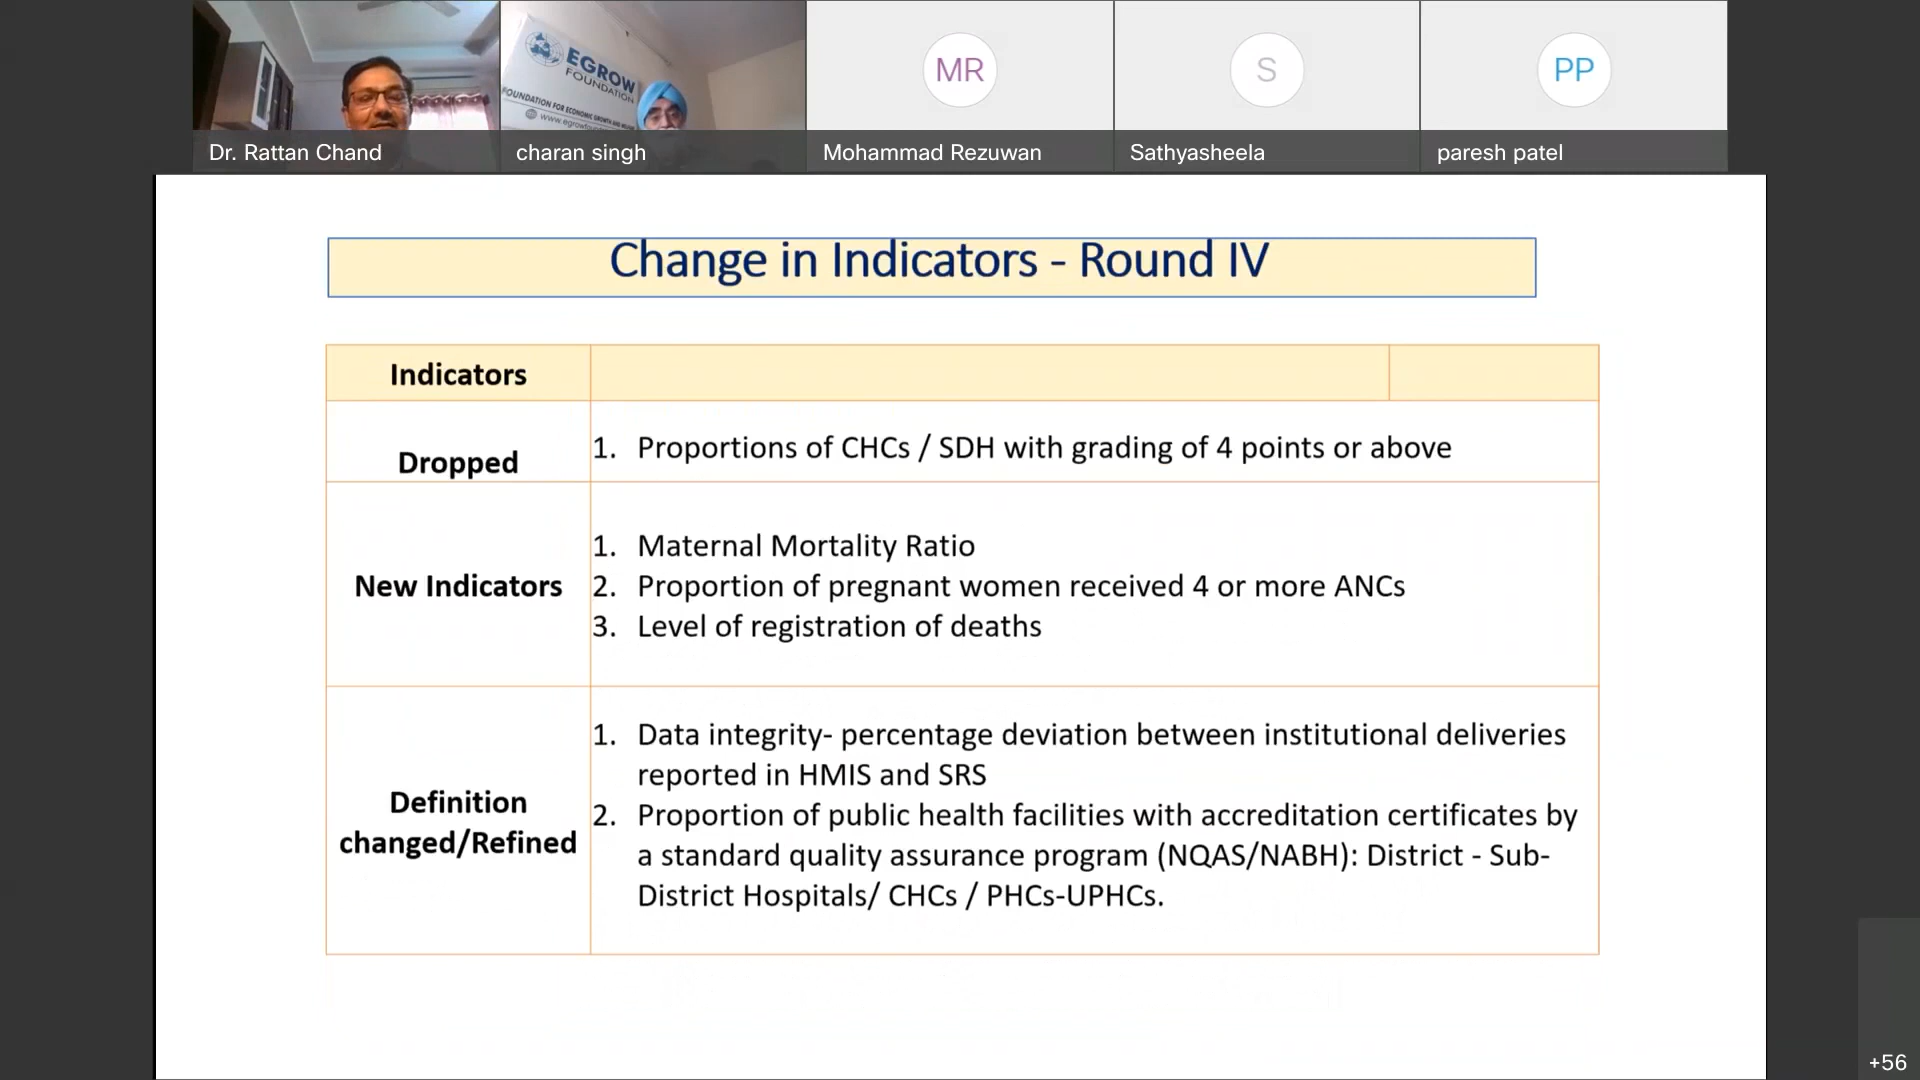 EGROW
FOUNDATION
FOUNDATION FOR ECONOMIC GROWTH AND
MR
S
PP
Dr. Rattan Chand
charan singh
Mohammad Rezuwan
Sathyasheela
paresh patel
Change in Indicators - Round IV
Indicators
Dropped
1. Proportions of CHCs / SDH with grading of 4 points or above
New Indicators
1. Maternal Mortality Ratio
2. Proportion of pregnant women received 4 or more ANCs
3. Level of registration of deaths
Definition
changed/Refined
1. Data integrity- percentage deviation between institutional deliveries
reported in HMIS and SRS
2. Proportion of public health facilities with accreditation certificates by
a standard quality assurance program (NQAS/NABH): District - Sub-
District Hospitals/ CHCs / PHCs-UPHCs.
+56